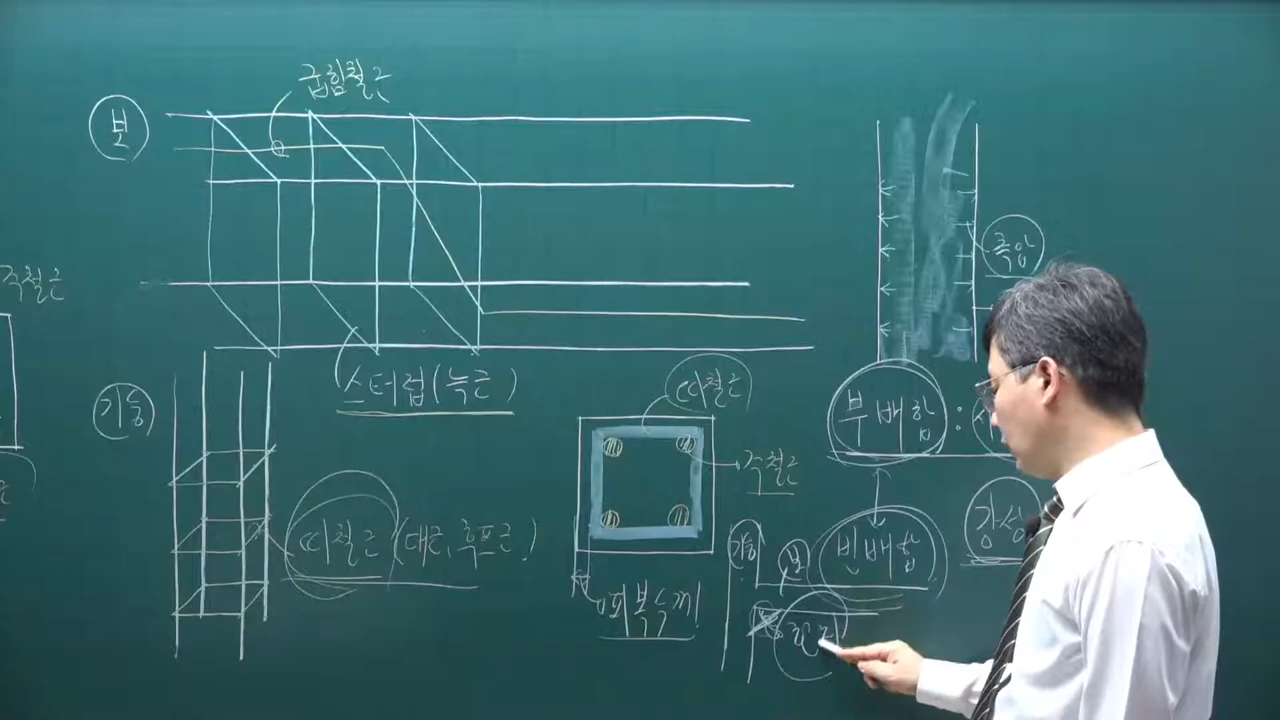 굽힘철근
보
측압
주철근
스터럽(늑근)
띠철근
기둥
부배합 :
주철근
강성
띠철근 (대근, 후프근)
기둥
보
빈배합
피복두께
헌치